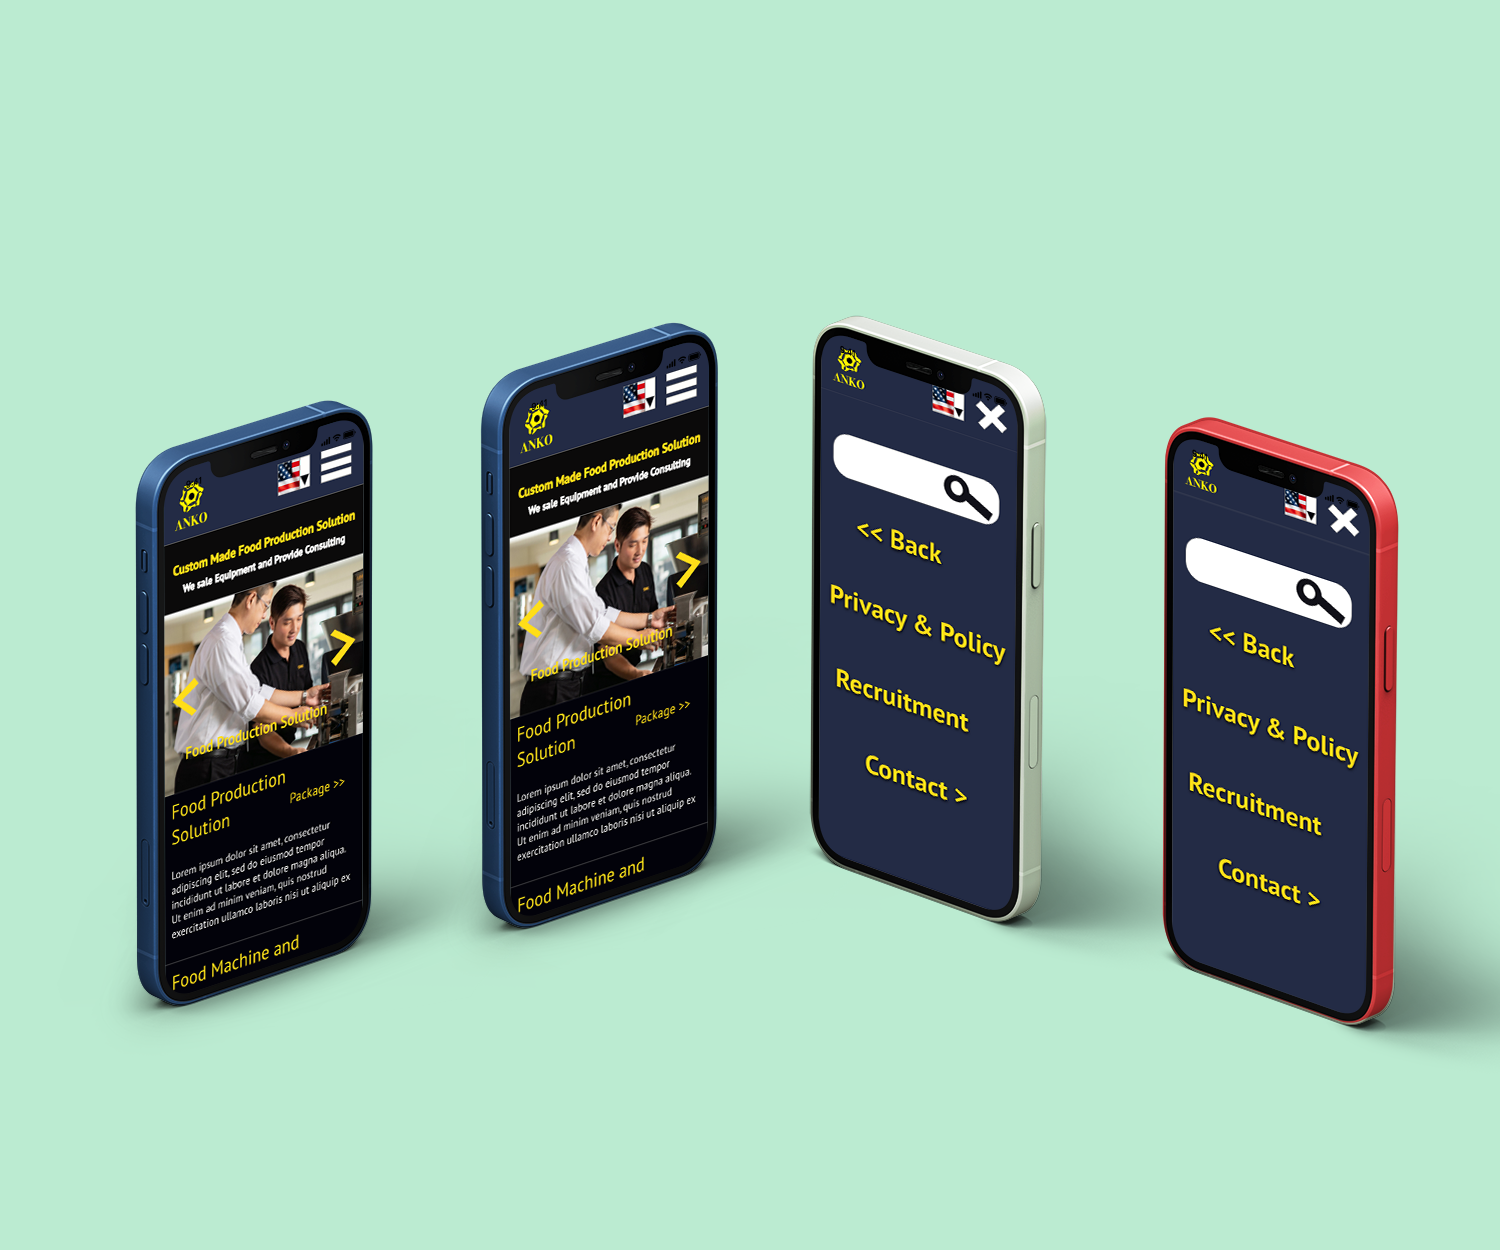 ANKO
Custom Made Food Production Solution
We sale Equipment and Provide Consulting
Food Production Solution
Food Production
Solution
Package >>
Lorem ipsum dolor sit amet, consectetur
adipiscing elit, sed do eiusmod tempor
incididunt ut labore et dolore magna aliqua.
Ut enim ad minim veniam, quis nostrud
exercitation ullamco laboris nisi ut aliquip ex
Food Machine and
ANKO
Custom Made Food Production Solution
We sale Equipment and Provide Consulting
Food Production Solution
Food Production
Solution
Package >>
Lorem ipsum dolor sit amet, consectetur
adipiscing elit, sed do eiusmod tempor
incididunt ut labore et dolore magna aliqua.
Ut enim ad minim veniam, quis nostrud
exercitation ullamco laboris nisi ut aliquip ex
Food Machine and
ANKO
<< Back
Privacy & Policy
Recruitment
Contact >
ANKO
<< Back
Privacy & Policy
Recruitment
Contact >